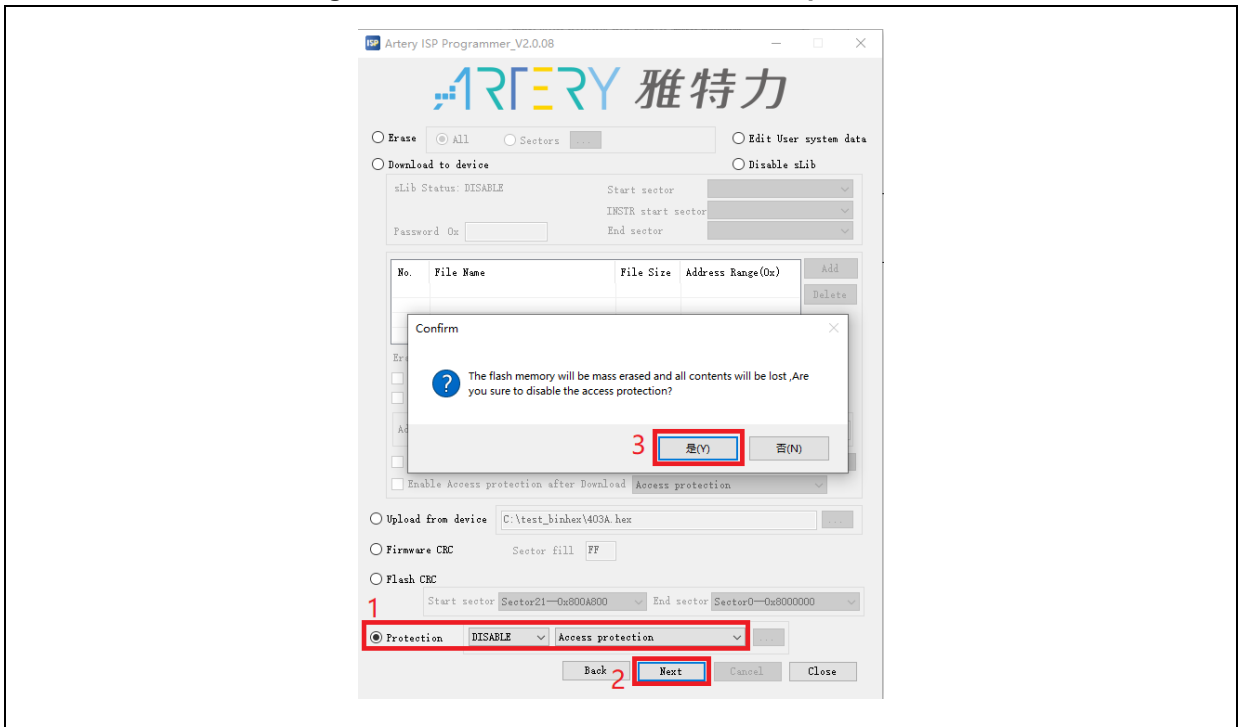 Artery ISP Programmer_V2.0.08
ARTERY 雅特力
Erase All Sectors ... Edit User system data
Download to device Disable sLib
sLib Status: DISABLE Start sector
INSTR start sector
Password 0x End sector
No. File Name File Size Address Range(0x) Add
Delete
Confirm
The flash memory will be mass erased and all contents will be lost ,Are
you sure to disable the access protection?
3 是(Y) 否(N)
Enable Access protection after Download Access protection
Upload from device C:\test_binhex\403A.hex ...
Firmware CRC Sector fill FF
Flash CRC
1 Start sector Sector21—0x800A800 End sector Sector0—0x8000000
Protection DISABLE Access protection ...
Back 2 Next Cancel Close